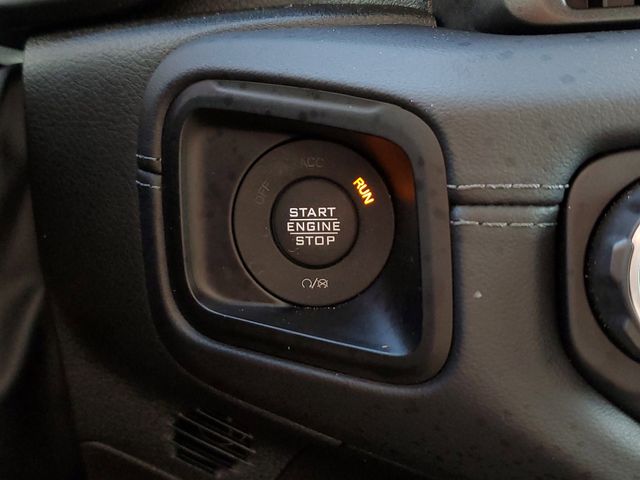 ACC
OFF
RUN
START
ENGINE
STOP